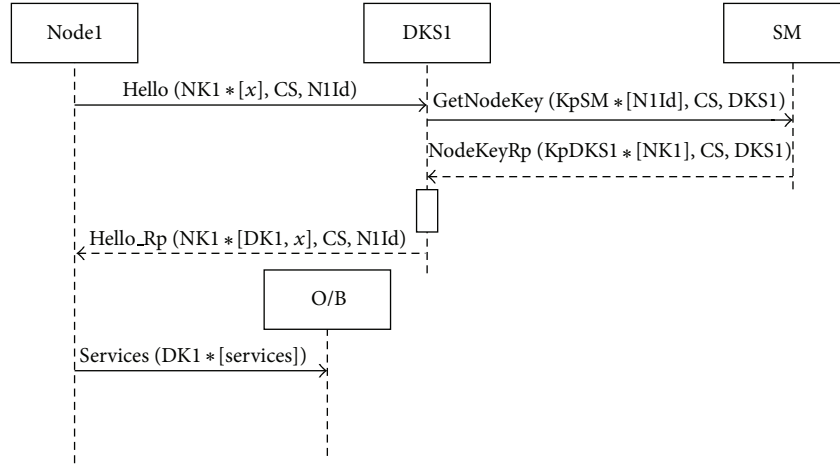 Node1
DKS1
SM
Hello (NK1 * [x], CS, N1Id)
GetNodeKey (KpSM * [N1Id], CS, DKS1)
NodeKeyRp (KpDKS1 * [NK1], CS, DKS1)
Hello_Rp (NK1 * [DK1, x], CS, N1Id)
O/B
Services (DK1 * [services])